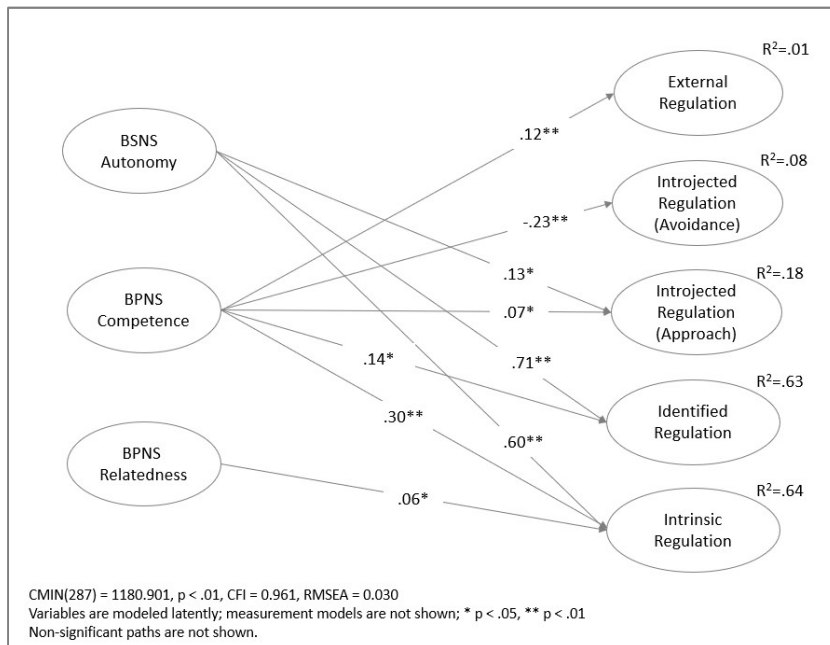 R²=.01
External
Regulation
.12**
BSNS
Autonomy
R²=.08
Introjected
Regulation
(Avoidance)
-.23**
R²=.18
.13*
BPNS
Competence
Introjected
Regulation
(Approach)
.07*
.14*
.71**
R²=.63
Identified
Regulation
.30**
.60**
BPNS
Relatedness
R²=.64
.06*
Intrinsic
Regulation
CMIN(287) = 1180.901, p < .01, CFI = 0.961, RMSEA = 0.030
Variables are modeled latently; measurement models are not shown; * p < .05, ** p < .01
Non-significant paths are not shown.